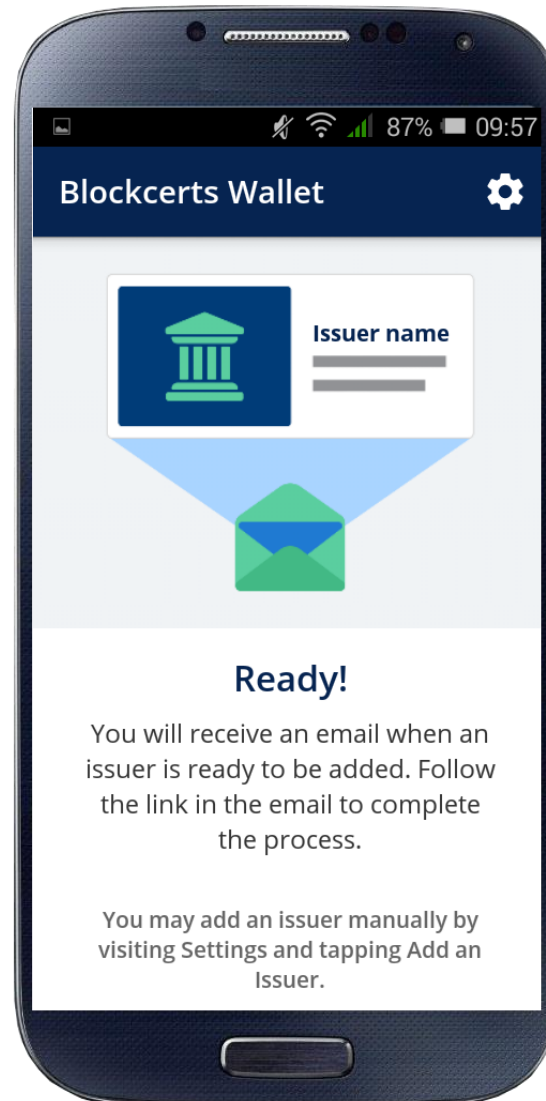 87% 09:57
Blockcerts Wallet
Issuer name
Ready!
You will receive an email when an
issuer is ready to be added. Follow
the link in the email to complete
the process.
You may add an issuer manually by
visiting Settings and tapping Add an
Issuer.